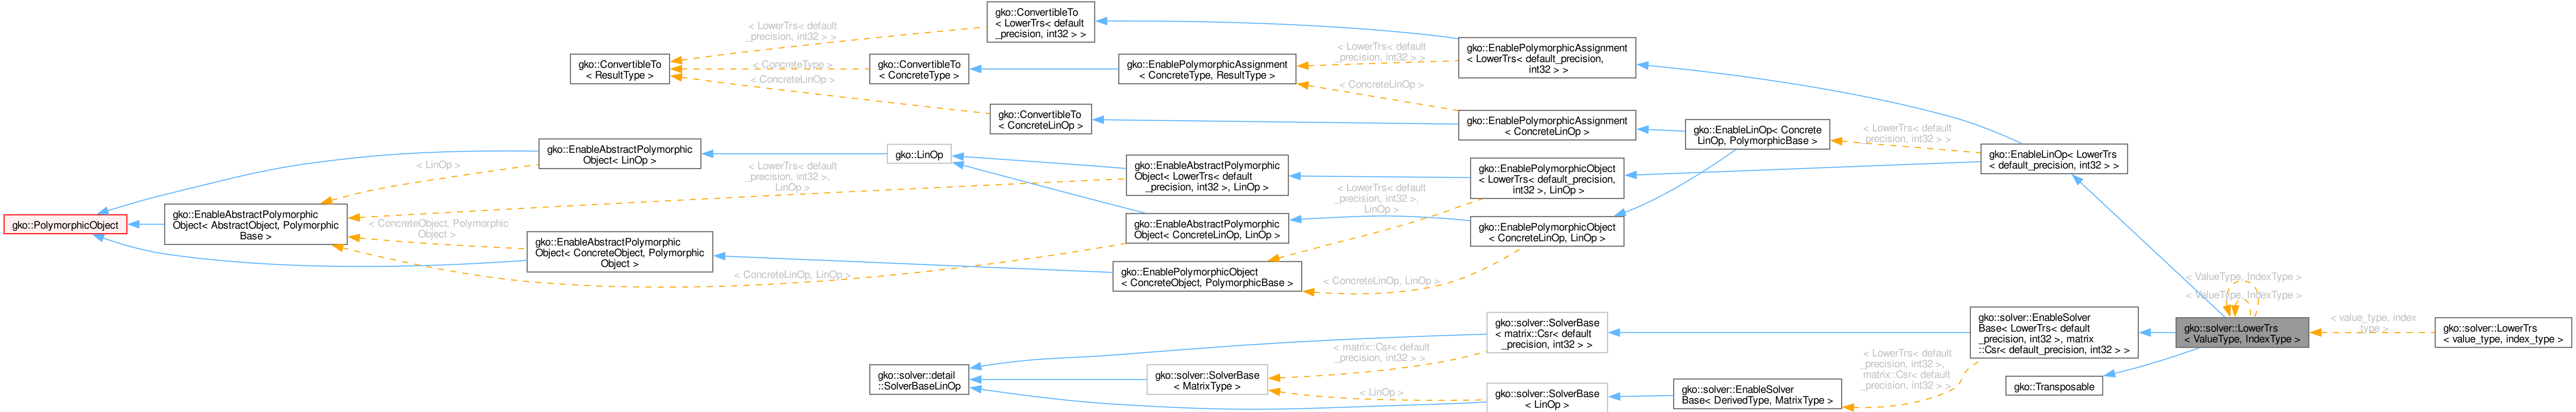 gko::PolymorphicObject
gko::EnableAbstractPolymorphic
Object< AbstractObject, Polymorphic
Base >
gko::EnableAbstractPolymorphic
Object< LinOp >
gko::EnableAbstractPolymorphic
Object< ConcreteObject, Polymorphic
Object >
< LinOp >
< ConcreteObject, Polymorphic
Object >
< LowerTrs< default
_precision, int32 >,
LinOp >
< ConcreteLinOp, LinOp >
gko::ConvertibleTo
< ResultType >
< LowerTrs< default
_precision, int32 > >
< ConcreteType >
< ConcreteLinOp >
gko::ConvertibleTo
< LowerTrs< default
_precision, int32 > >
gko::ConvertibleTo
< ConcreteType >
gko::ConvertibleTo
< ConcreteLinOp >
gko::LinOp
gko::EnablePolymorphicAssignment
< ConcreteType, ResultType >
gko::EnableAbstractPolymorphic
Object< LowerTrs< default
_precision, int32 >, LinOp >
gko::EnableAbstractPolymorphic
Object< ConcreteLinOp, LinOp >
gko::EnablePolymorphicObject
< ConcreteObject, PolymorphicBase >
< LowerTrs< default
_precision, int32 > >
< ConcreteLinOp >
< LowerTrs< default
_precision, int32 >,
LinOp >
< ConcreteLinOp, LinOp >
gko::EnablePolymorphicAssignment
< LowerTrs< default_precision,
int32 > >
gko::EnablePolymorphicAssignment
< ConcreteLinOp >
gko::EnablePolymorphicObject
< LowerTrs< default_precision,
int32 >, LinOp >
gko::EnablePolymorphicObject
< ConcreteLinOp, LinOp >
gko::EnableLinOp< Concrete
LinOp, PolymorphicBase >
< LowerTrs< default
_precision, int32 > >
gko::EnableLinOp< LowerTrs
< default_precision, int32 > >
gko::solver::detail
::SolverBaseLinOp
gko::solver::SolverBase
< MatrixType >
< matrix::Csr< default
_precision, int32 > >
< LinOp >
gko::solver::SolverBase
< matrix::Csr< default
_precision, int32 > >
gko::solver::SolverBase
< LinOp >
gko::solver::EnableSolver
Base< DerivedType, MatrixType >
< LowerTrs< default
_precision, int32 >,
matrix::Csr< default
_precision, int32 > >
gko::solver::EnableSolver
Base< LowerTrs< default
_precision, int32 >, matrix
::Csr< default_precision, int32 > >
gko::Transposable
< ValueType, IndexType >
< ValueType, IndexType >
gko::solver::LowerTrs
< ValueType, IndexType >
< value_type, index
_type >
gko::solver::LowerTrs
< value_type, index_type >